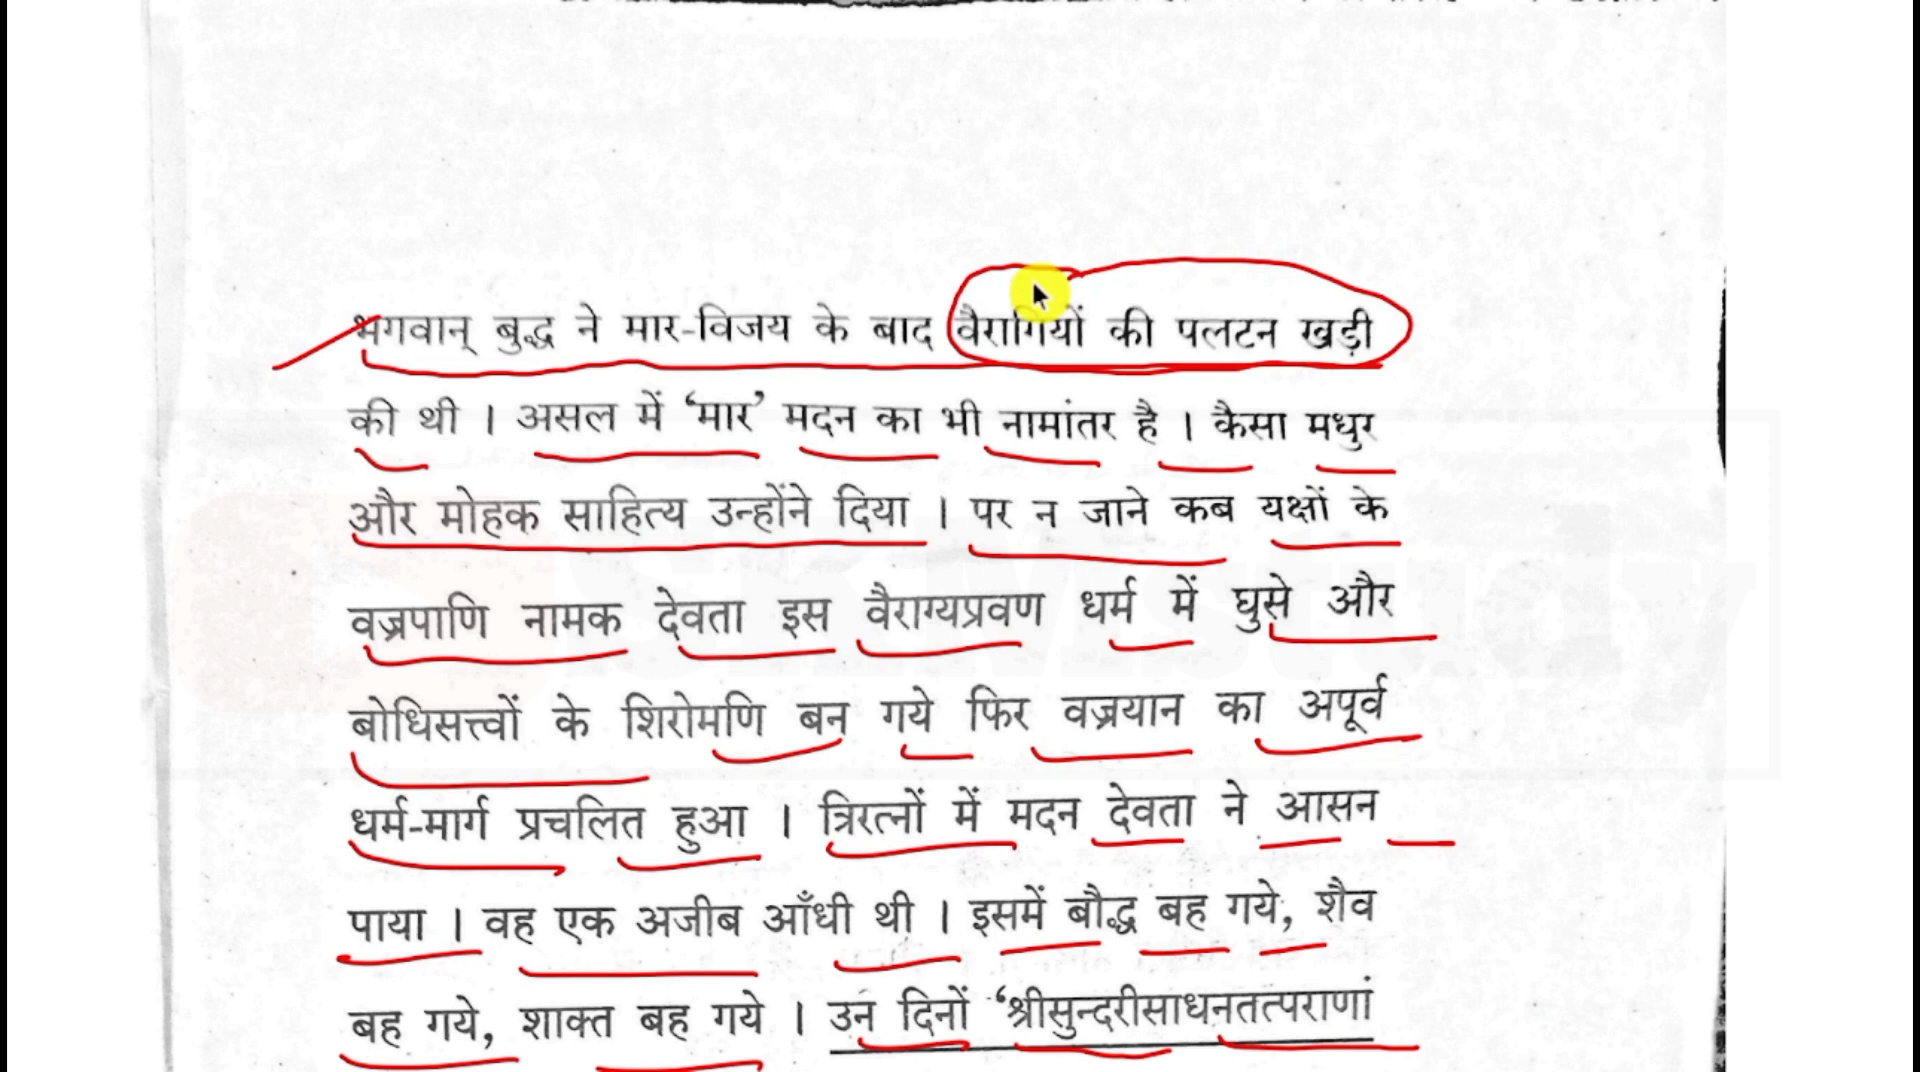 भगवान् बुद्ध ने मार-विजय के बाद वैरागियों की पलटन खड़ी
की थी । असल में ‘मार’ मदन का भी नामांतर है । कैसा मधुर
और मोहक साहित्य उन्होंने दिया । पर न जाने कब यक्षों के
वज्रपाणि नामक देवता इस वैराग्यप्रवण धर्म में घुसे और
बोधिसत्त्वों के शिरोमणि बन गये फिर वज्रयान का अपूर्व
धर्म-मार्ग प्रचलित हुआ । त्रिरत्नों में मदन देवता ने आसन
पाया । वह एक अजीब आँधी थी । इसमें बौद्ध बह गये, शैव
बह गये, शाक्त बह गये । उन दिनों ‘श्रीसुन्दरीसाधनतत्पराणां